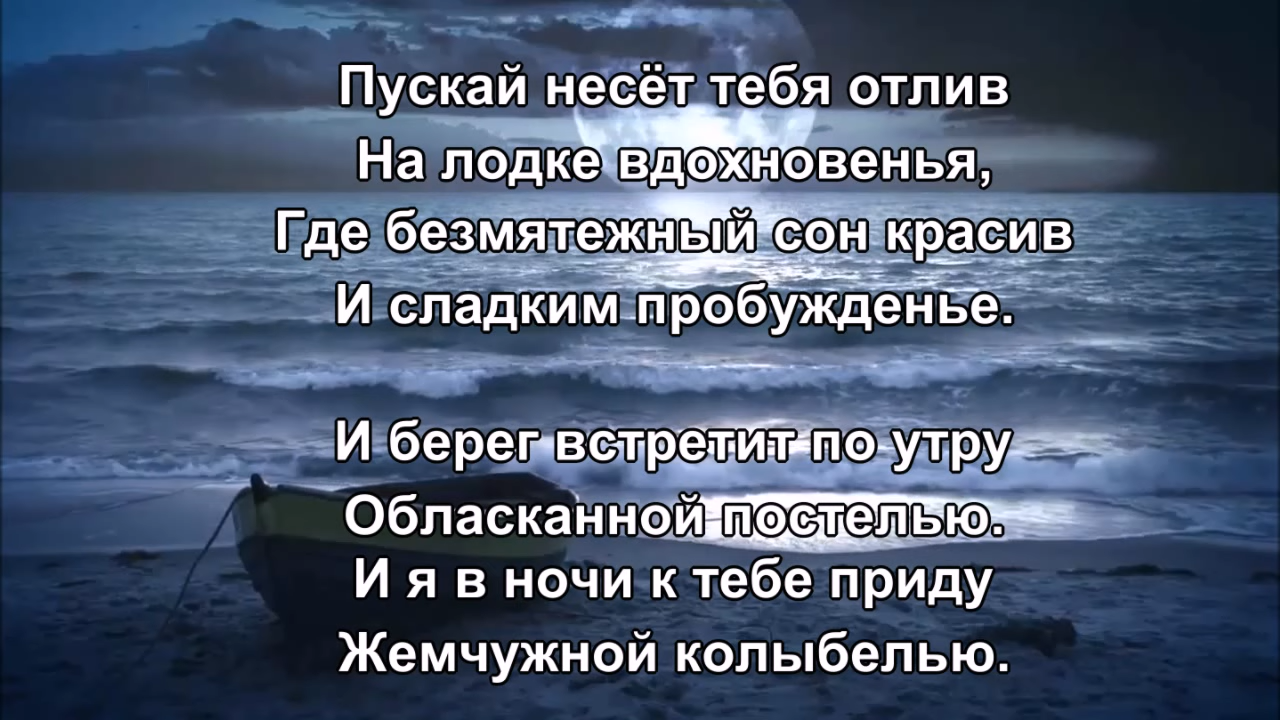 Пускай несёт тебя отлив
На лодке вдохновенья,
Где безмятежный сон красив
И сладким пробужденье.
И берег встретит по утру
Обласканной постелью.
И я в ночи к тебе приду
Жемчужной колыбелью.